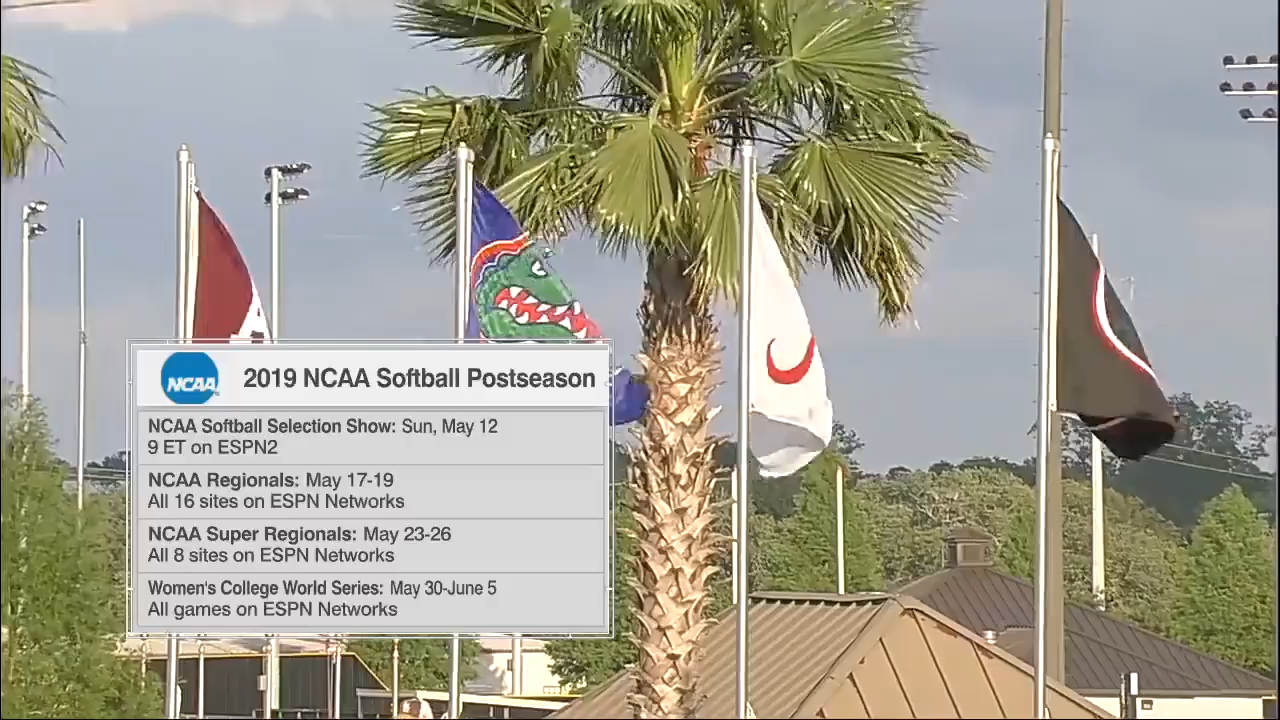 NCAA
2019 NCAA Softball Postseason
NCAA Softball Selection Show: Sun, May 12
9 ET on ESPN2
NCAA Regionals: May 17-19
All 16 sites on ESPN Networks
NCAA Super Regionals: May 23-26
All 8 sites on ESPN Networks
Women's College World Series: May 30-June 5
All games on ESPN Networks